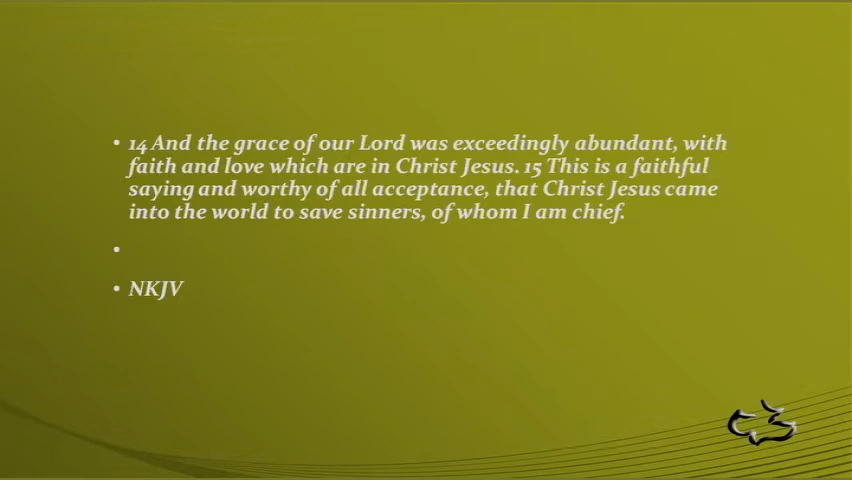 • 14 And the grace of our Lord was exceedingly abundant, with
faith and love which are in Christ Jesus. 15 This is a faithful
saying and worthy of all acceptance, that Christ Jesus came
into the world to save sinners, of whom I am chief.
•
• NKJV